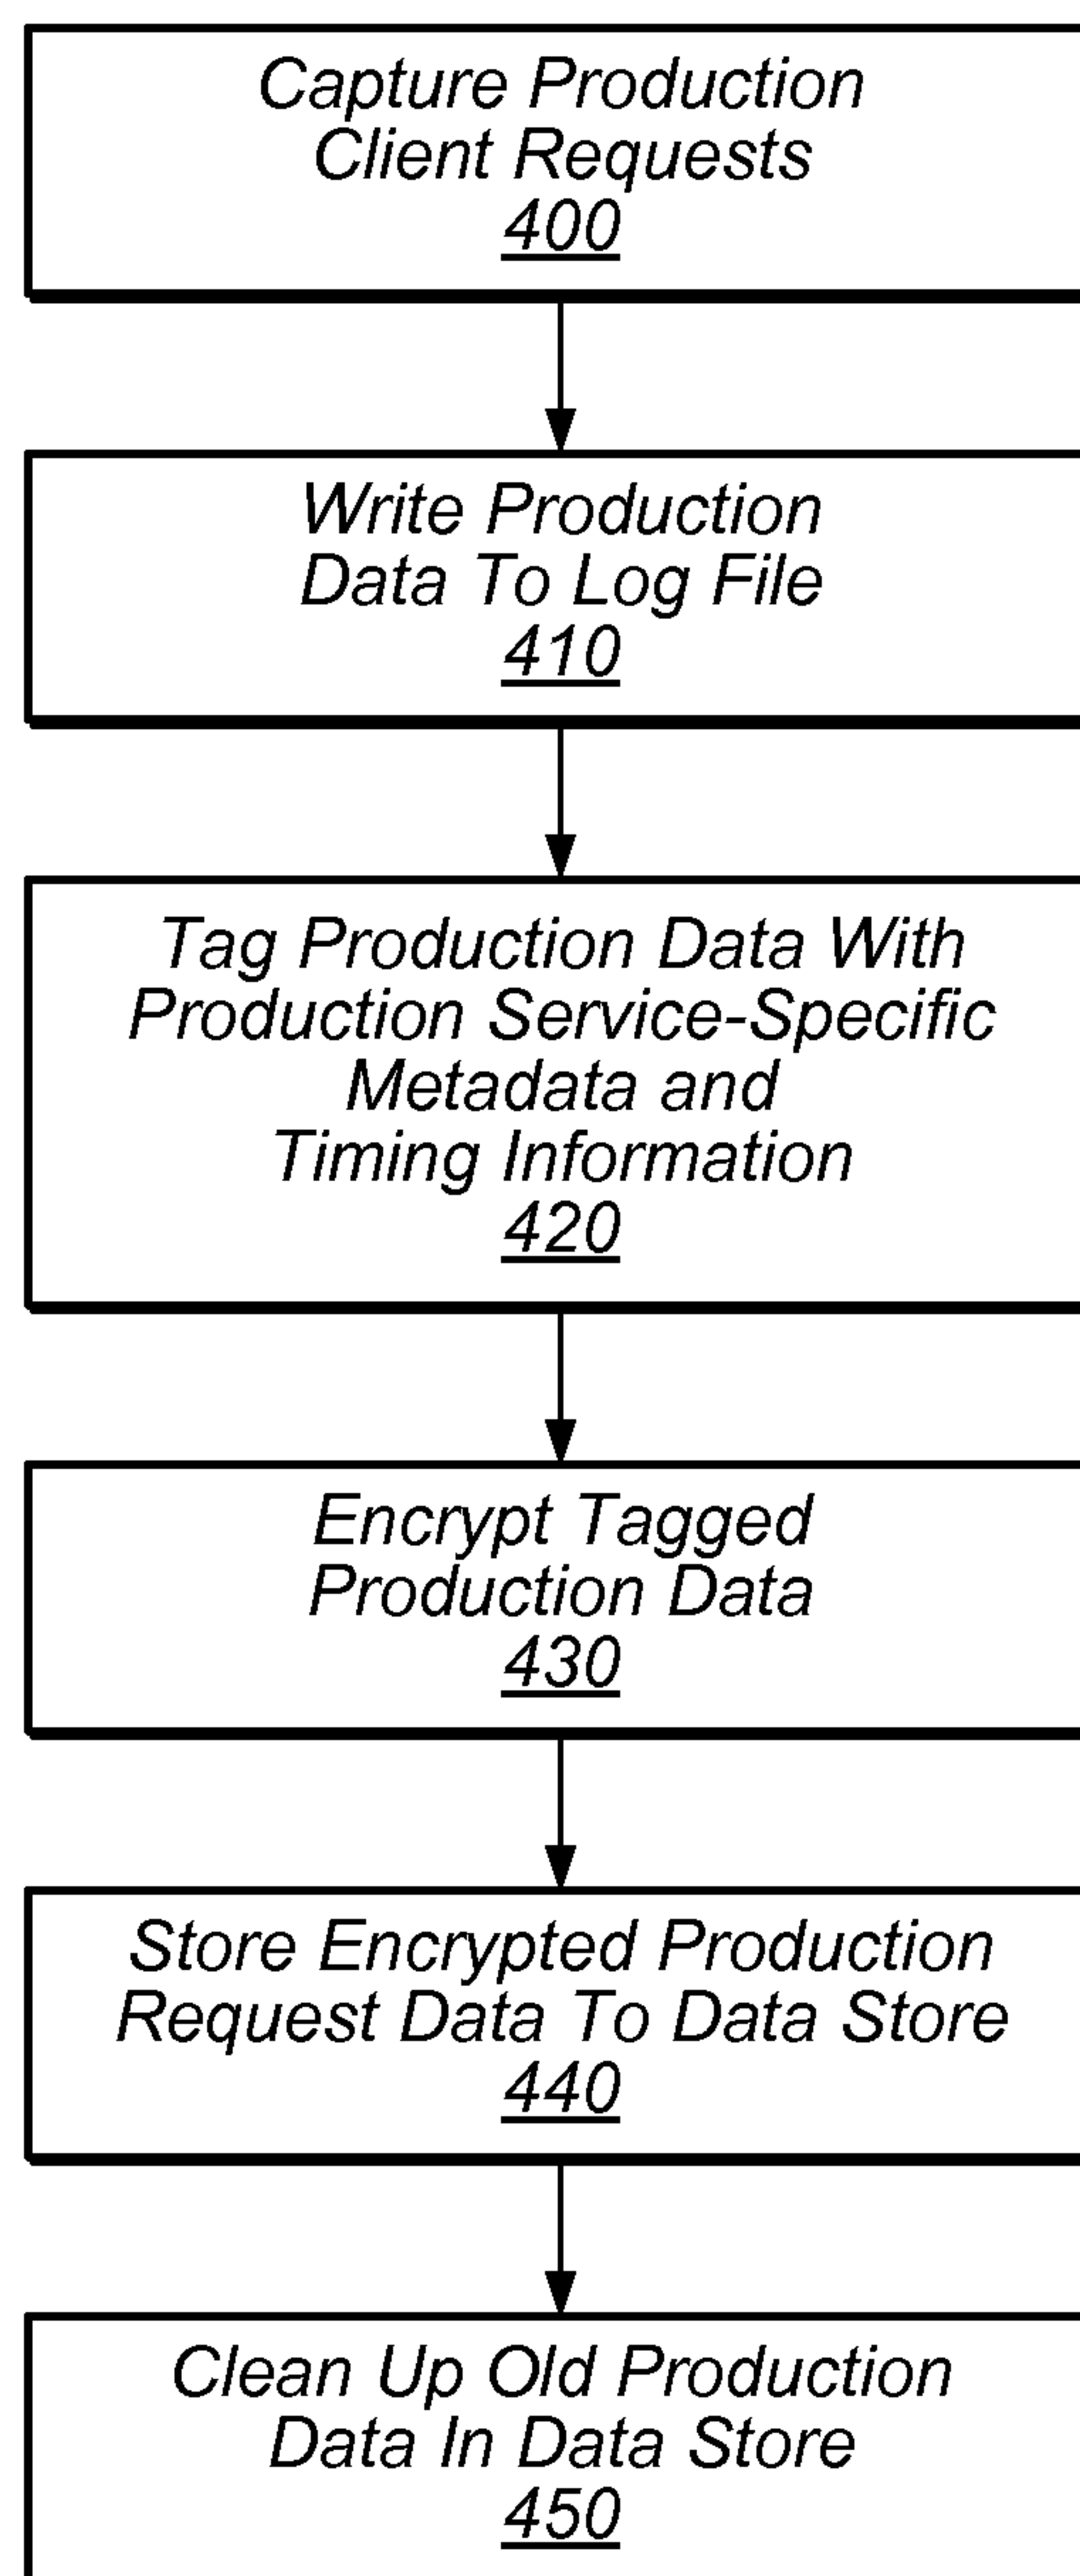 Capture Production
Client Requests
400
Write Production
Data To Log File
410
Tag Production Data With
Production Service-Specific
Metadata and
Timing Information
420
Encrypt Tagged
Production Data
430
Store Encrypted Production
Request Data To Data Store
440
Clean Up Old Production
Data In Data Store
450